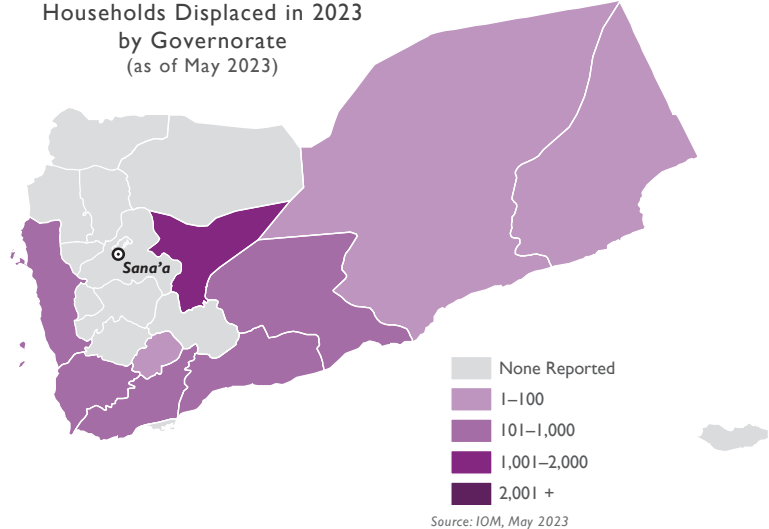 Households Displaced in 2023
by Governorate
(as of May 2023)
Sana'a
None Reported
1–100
101–1,000
1,001–2,000
2,001 +
Source: IOM, May 2023